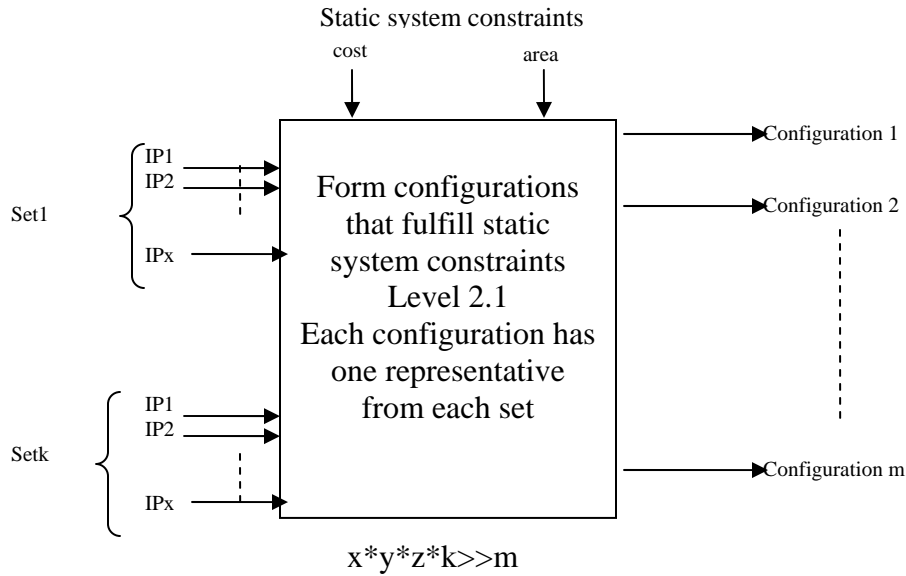 Static system constraints
cost
area
Set1
IP1
IP2
IPx
Form configurations
that fulfill static
system constraints
Level 2.1
Each configuration has
one representative
from each set
Configuration 1
Configuration 2
Setk
IP1
IP2
IPx
Configuration m
x*y*z*k>>m